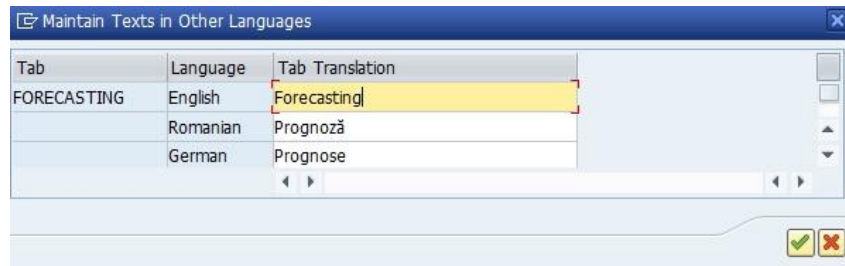 Maintain Texts in Other Languages
Tab Language Tab Translation
FORECASTING English Forecasting
Romanian Prognoză
German Prognose